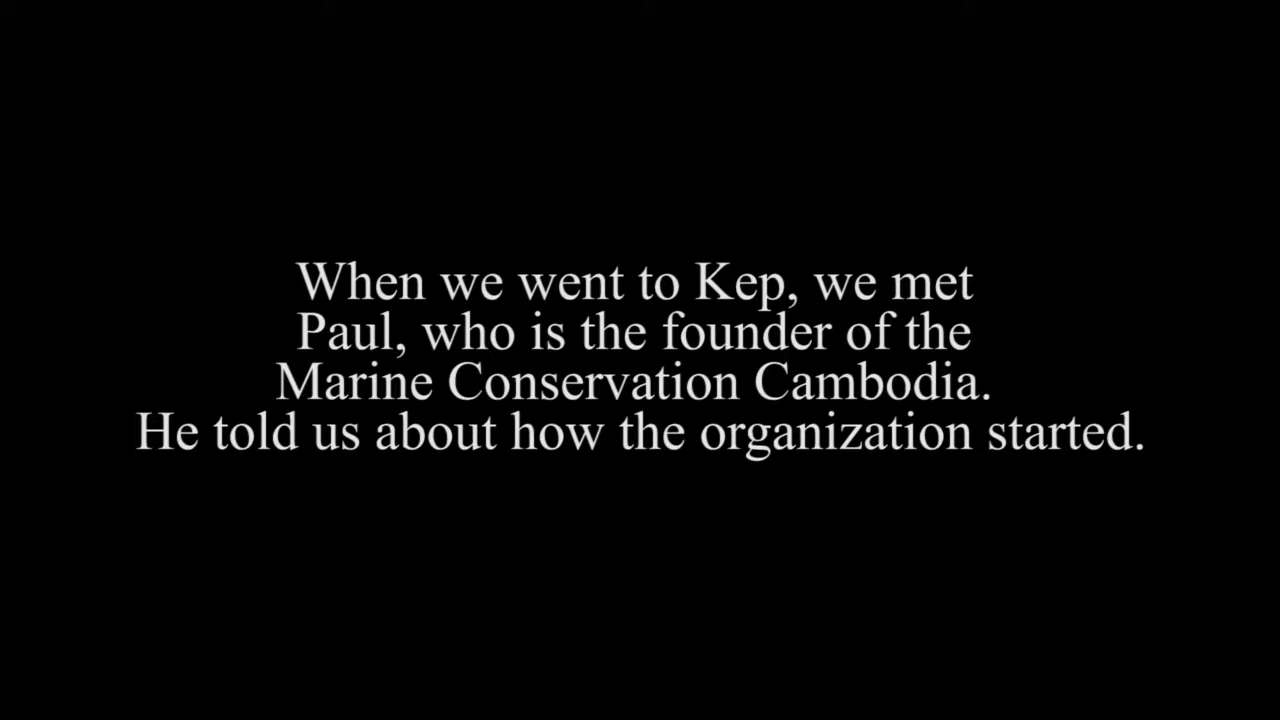 When we went to Kep, we met
Paul, who is the founder of the
Marine Conservation Cambodia.
He told us about how the organization started.